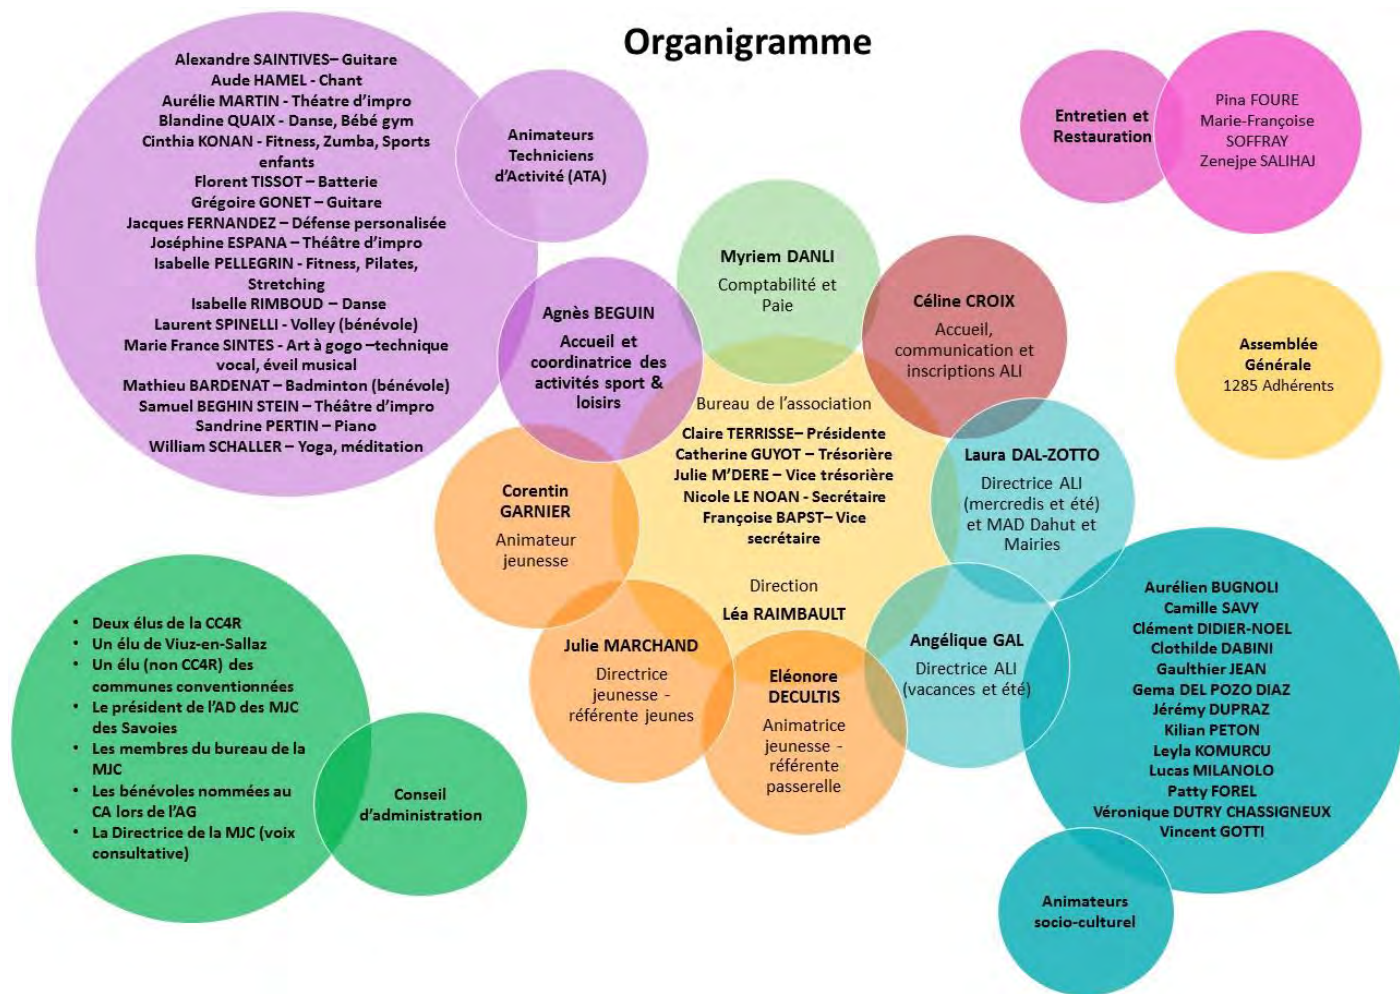 Organigramme
Alexandre SAINTIVES– Guitare
Aude HAMEL - Chant
Aurélie MARTIN - Théatre d'impro
Blandine QUAIX - Danse, Bébé gym
Cinthia KONAN - Fitness, Zumba, Sports
enfants
Florent TISSOT – Batterie
Grégoire GONET – Guitare
Jacques FERNANDEZ – Défense personalisée
Joséphine ESPANA – Théâtre d'impro
Isabelle PELLEGRIN - Fitness, Pilates,
Stretching
Isabelle RIMBOUD – Danse
Laurent SPINELLI - Volley (bénévole)
Marie France SINTES - Art à gogo –technique
vocal, éveil musical
Mathieu BARDENAT – Badminton (bénévole)
Samuel BEGHIN STEIN – Théâtre d'impro
Sandrine PERTIN – Piano
William SCHALLER – Yoga, méditation
Animateurs
Techniciens
d'Activité (ATA)
Entretien et
Restauration
Pina FOURE
Marie-Françoise
SOFFRAY
Zenejpe SALIHAJ
Myriem DANLI
Comptabilité et
Paie
Agnès BEGUIN
Accueil et
coordinatrice des
activités sport &
loisirs
Céline CROIX
Accueil,
communication et
inscriptions ALI
Assemblée
Générale
1285 Adhérents
Bureau de l'association
Claire TERRISSE– Présidente
Catherine GUYOT – Trésorière
Julie M'DERE – Vice trésorière
Nicole LE NOAN - Secrétaire
Françoise BAPST– Vice
secrétaire
Direction
Léa RAIMBAULT
Laura DAL-ZOTTO
Directrice ALI
(mercredis et été)
et MAD Dahut et
Mairies
Corentin
GARNIER
Animateur
jeunesse
Julie MARCHAND
Directrice
jeunesse -
référente jeunes
Eléonore
DECULTIS
Animatrice
jeunesse -
référente
passerelle
Angélique GAL
Directrice ALI
(vacances et été)
Aurélien BUGNOLI
Camille SAVY
Clément DIDIER-NOEL
Clothilde DABINI
Gaulthier JEAN
Gema DEL POZO DIAZ
Jérémy DUPRAZ
Kilian PETON
Leyla KOMURCU
Lucas MILANOLO
Patty FOREL
Véronique DUTRY CHASSIGNEUX
Vincent GOTTI
Animateurs
socio-culturel
• Deux élus de la CC4R
• Un élu de Viuz-en-Sallaz
• Un élu (non CC4R) des
communes conventionnées
• Le président de l'AD des MJC
des Savoies
• Les membres du bureau de la
MJC
• Les bénévoles nommées au
CA lors de l'AG
• La Directrice de la MJC (voix
consultative)
Conseil
d'administration